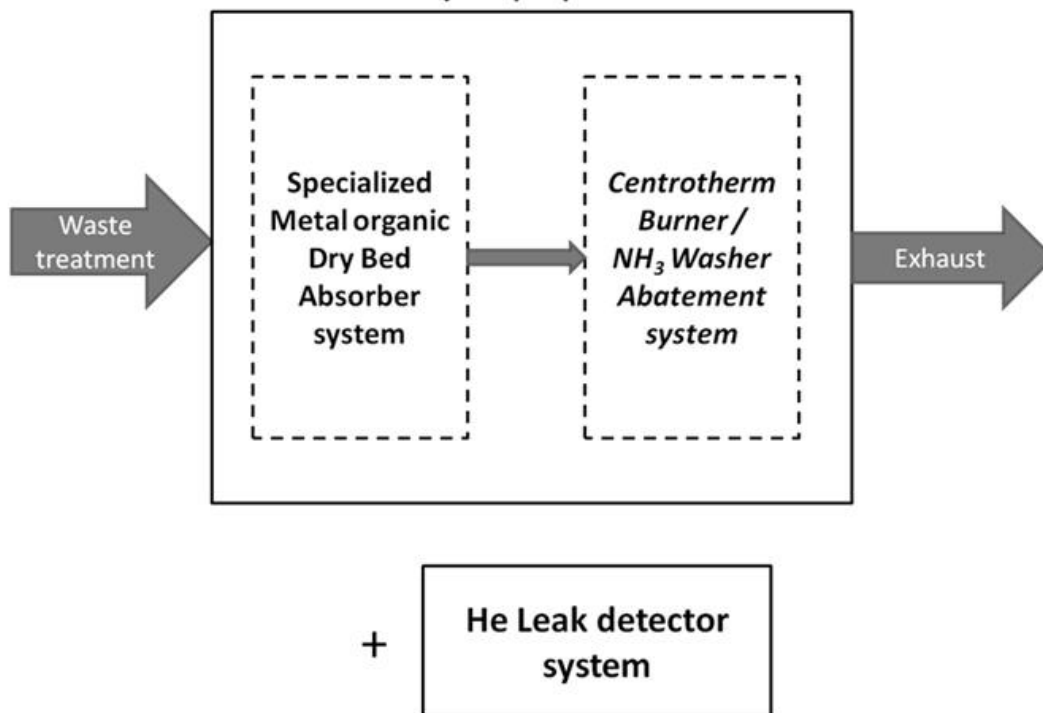 Waste
treatment
Specialized
Metal organic
Dry Bed
Absorber
system
Centrotherm
Burner /
NH₃ Washer
Abatement
system
Exhaust
+
He Leak detector
system